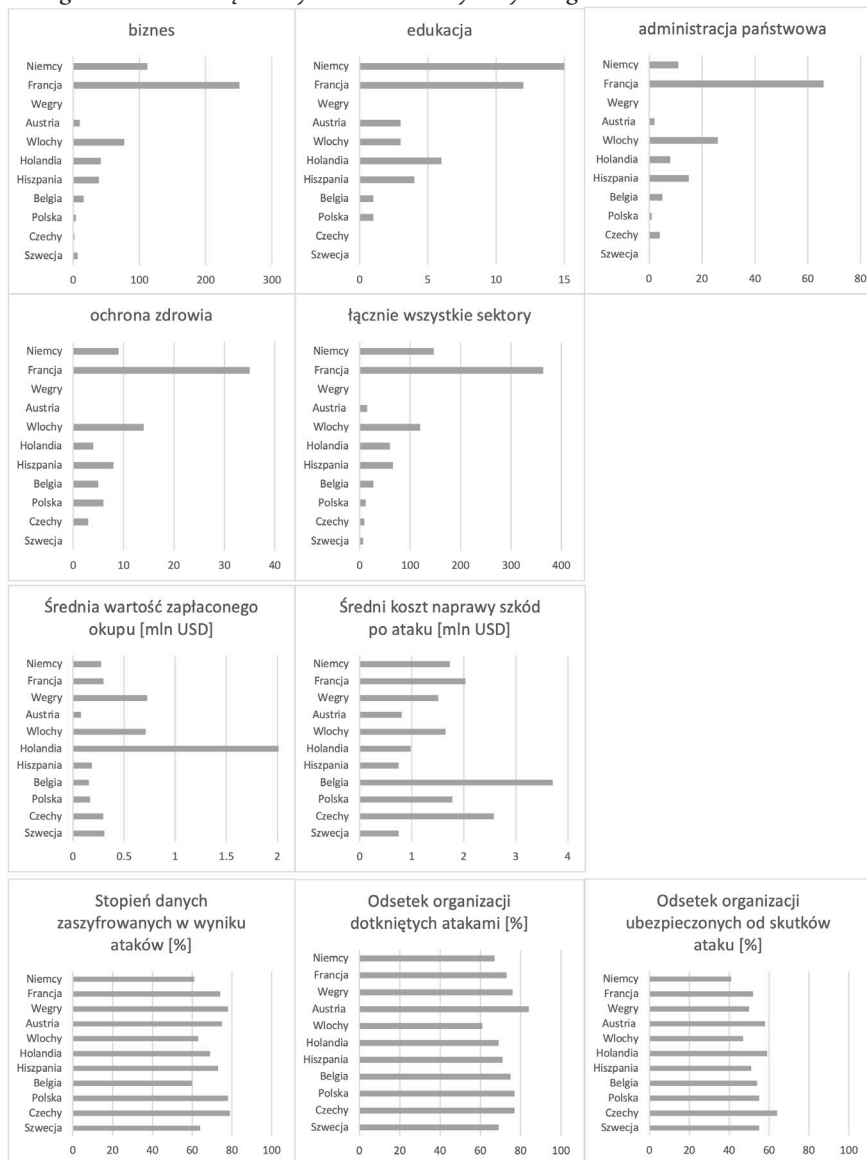 biznes
Niemcy
Francja
Wegry
Austria
Wlochy
Holandia
Hiszpania
Belgia
Polska
Czechy
Szwecja
0 100 200 300
edukacja
Niemcy
Francja
Wegry
Austria
Wlochy
Holandia
Hiszpania
Belgia
Polska
Czechy
Szwecja
0 5 10 15
administracja państwowa
Niemcy
Francja
Wegry
Austria
Wlochy
Holandia
Hiszpania
Belgia
Polska
Czechy
Szwecja
0 20 40 60 80
ochrona zdrowia
Niemcy
Francja
Wegry
Austria
Wlochy
Holandia
Hiszpania
Belgia
Polska
Czechy
Szwecja
0 10 20 30 40
łącznie wszystkie sektory
Niemcy
Francja
Wegry
Austria
Wlochy
Holandia
Hiszpania
Belgia
Polska
Czechy
Szwecja
0 100 200 300 400
Średnia wartość zapłaconego
okupu [mln USD]
Niemcy
Francja
Wegry
Austria
Wlochy
Holandia
Hiszpania
Belgia
Polska
Czechy
Szwecja
0 0.5 1 1.5 2
Średni koszt naprawy szkód
po ataku [mln USD]
Niemcy
Francja
Wegry
Austria
Wlochy
Holandia
Hiszpania
Belgia
Polska
Czechy
Szwecja
0 1 2 3 4
Stopień danych
zaszyfrowanych w wyniku
ataków [%]
Niemcy
Francja
Wegry
Austria
Wlochy
Holandia
Hiszpania
Belgia
Polska
Czechy
Szwecja
0 20 40 60 80 100
Odsetek organizacji
dotkniętych atakami [%]
Niemcy
Francja
Wegry
Austria
Wlochy
Holandia
Hiszpania
Belgia
Polska
Czechy
Szwecja
0 20 40 60 80 100
Odsetek organizacji
ubezpieczonych od skutków
ataku [%]
Niemcy
Francja
Wegry
Austria
Wlochy
Holandia
Hiszpania
Belgia
Polska
Czechy
Szwecja
0 20 40 60 80 100